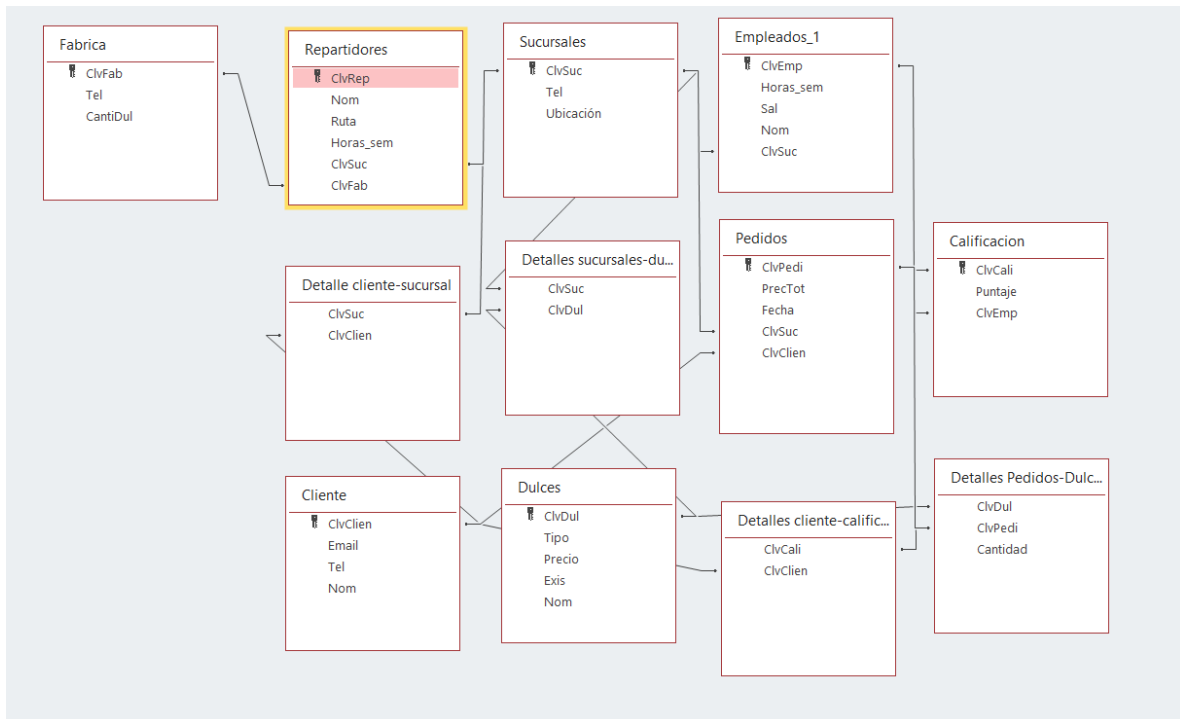 Fabrica
ClvFab
Tel
CantiDul
Repartidores
ClvRep
Nom
Ruta
Horas_sem
ClvSuc
ClvFab
Sucursales
ClvSuc
Tel
Ubicación
Empleados_1
ClvEmp
Horas_sem
Sal
Nom
ClvSuc
Detalle cliente-sucursal
ClvSuc
ClvClien
Detalles sucursales-du...
ClvSuc
ClvDul
Pedidos
ClvPedi
PrecTot
Fecha
ClvSuc
ClvClien
Calificacion
ClvCali
Puntaje
ClvEmp
Cliente
ClvClien
Email
Tel
Nom
Dulces
ClvDul
Tipo
Precio
Exis
Nom
Detalles cliente-calific...
ClvCali
ClvClien
Detalles Pedidos-Dulc...
ClvDul
ClvPedi
Cantidad